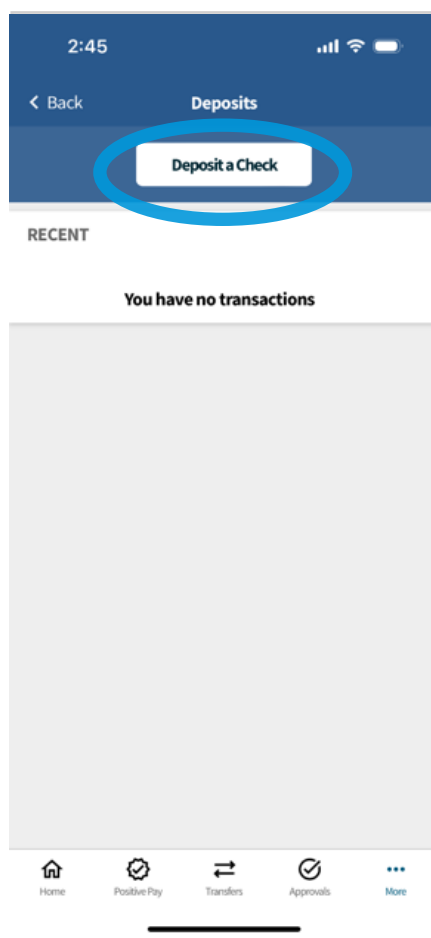 2:45
Back
Deposits
Deposit a Check
RECENT
You have no transactions
Home Positive Pay Transfers Approvals More